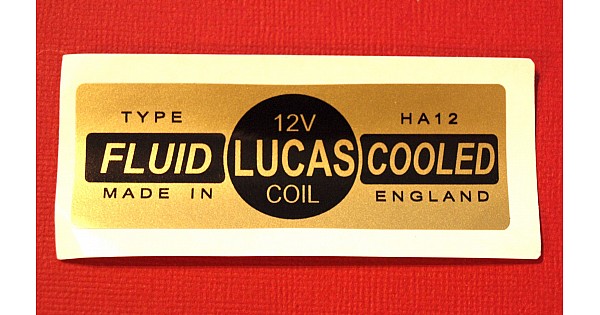 TYPE 12V HA12
FLUID LUCAS COOLED
MADE IN COIL ENGLAND